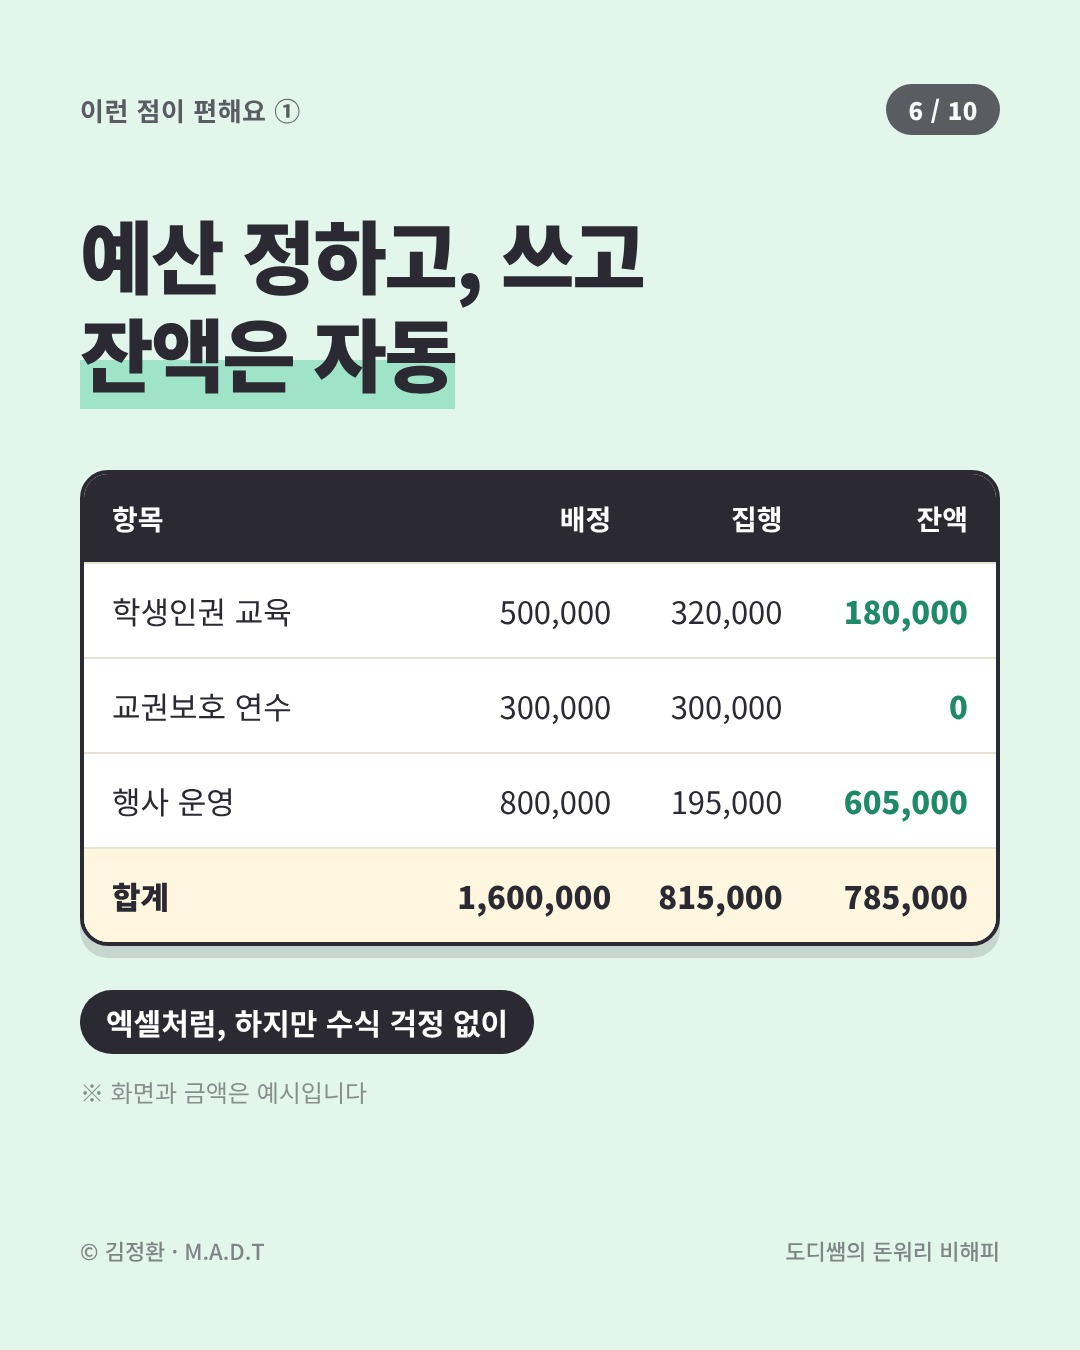 이런 점이 편해요 ①
6 / 10
예산 정하고, 쓰고
잔액은 자동
항목 배정 집행 잔액
학생인권 교육 500,000 320,000 180,000
교권보호 연수 300,000 300,000 0
행사 운영 800,000 195,000 605,000
합계 1,600,000 815,000 785,000
엑셀처럼, 하지만 수식 걱정 없이
※ 화면과 금액은 예시입니다
© 김정환 · M.A.D.T
도디쌤의 돈워리 비해피